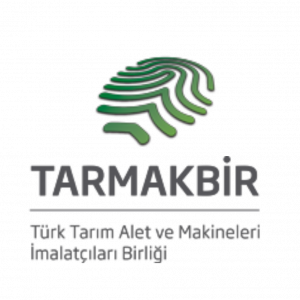 TARMAKBİR
Türk Tarım Alet ve Makineleri
İmalatçıları Birliği